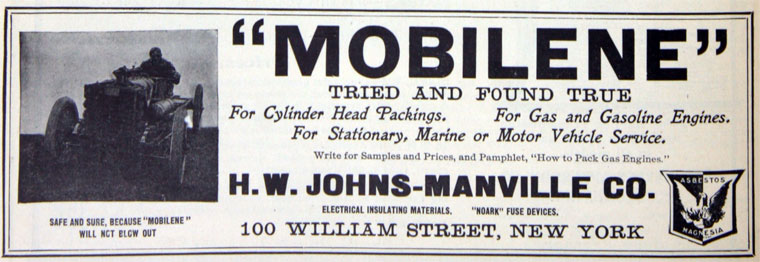 "MOBILENE"
TRIED AND FOUND TRUE
For Cylinder Head Packings. For Gas and Gasoline Engines.
For Stationary, Marine or Motor Vehicle Service.
Write for Samples and Prices, and Pamphlet, "How to Pack Gas Engines."
H. W. JOHNS-MANVILLE CO.
ELECTRICAL INSULATING MATERIALS. "NOARK" FUSE DEVICES.
100 WILLIAM STREET, NEW YORK
SAFE AND SURE, BECAUSE "MOBILENE"
WILL NOT BLOW OUT
ASBESTOS
MAGNESIA